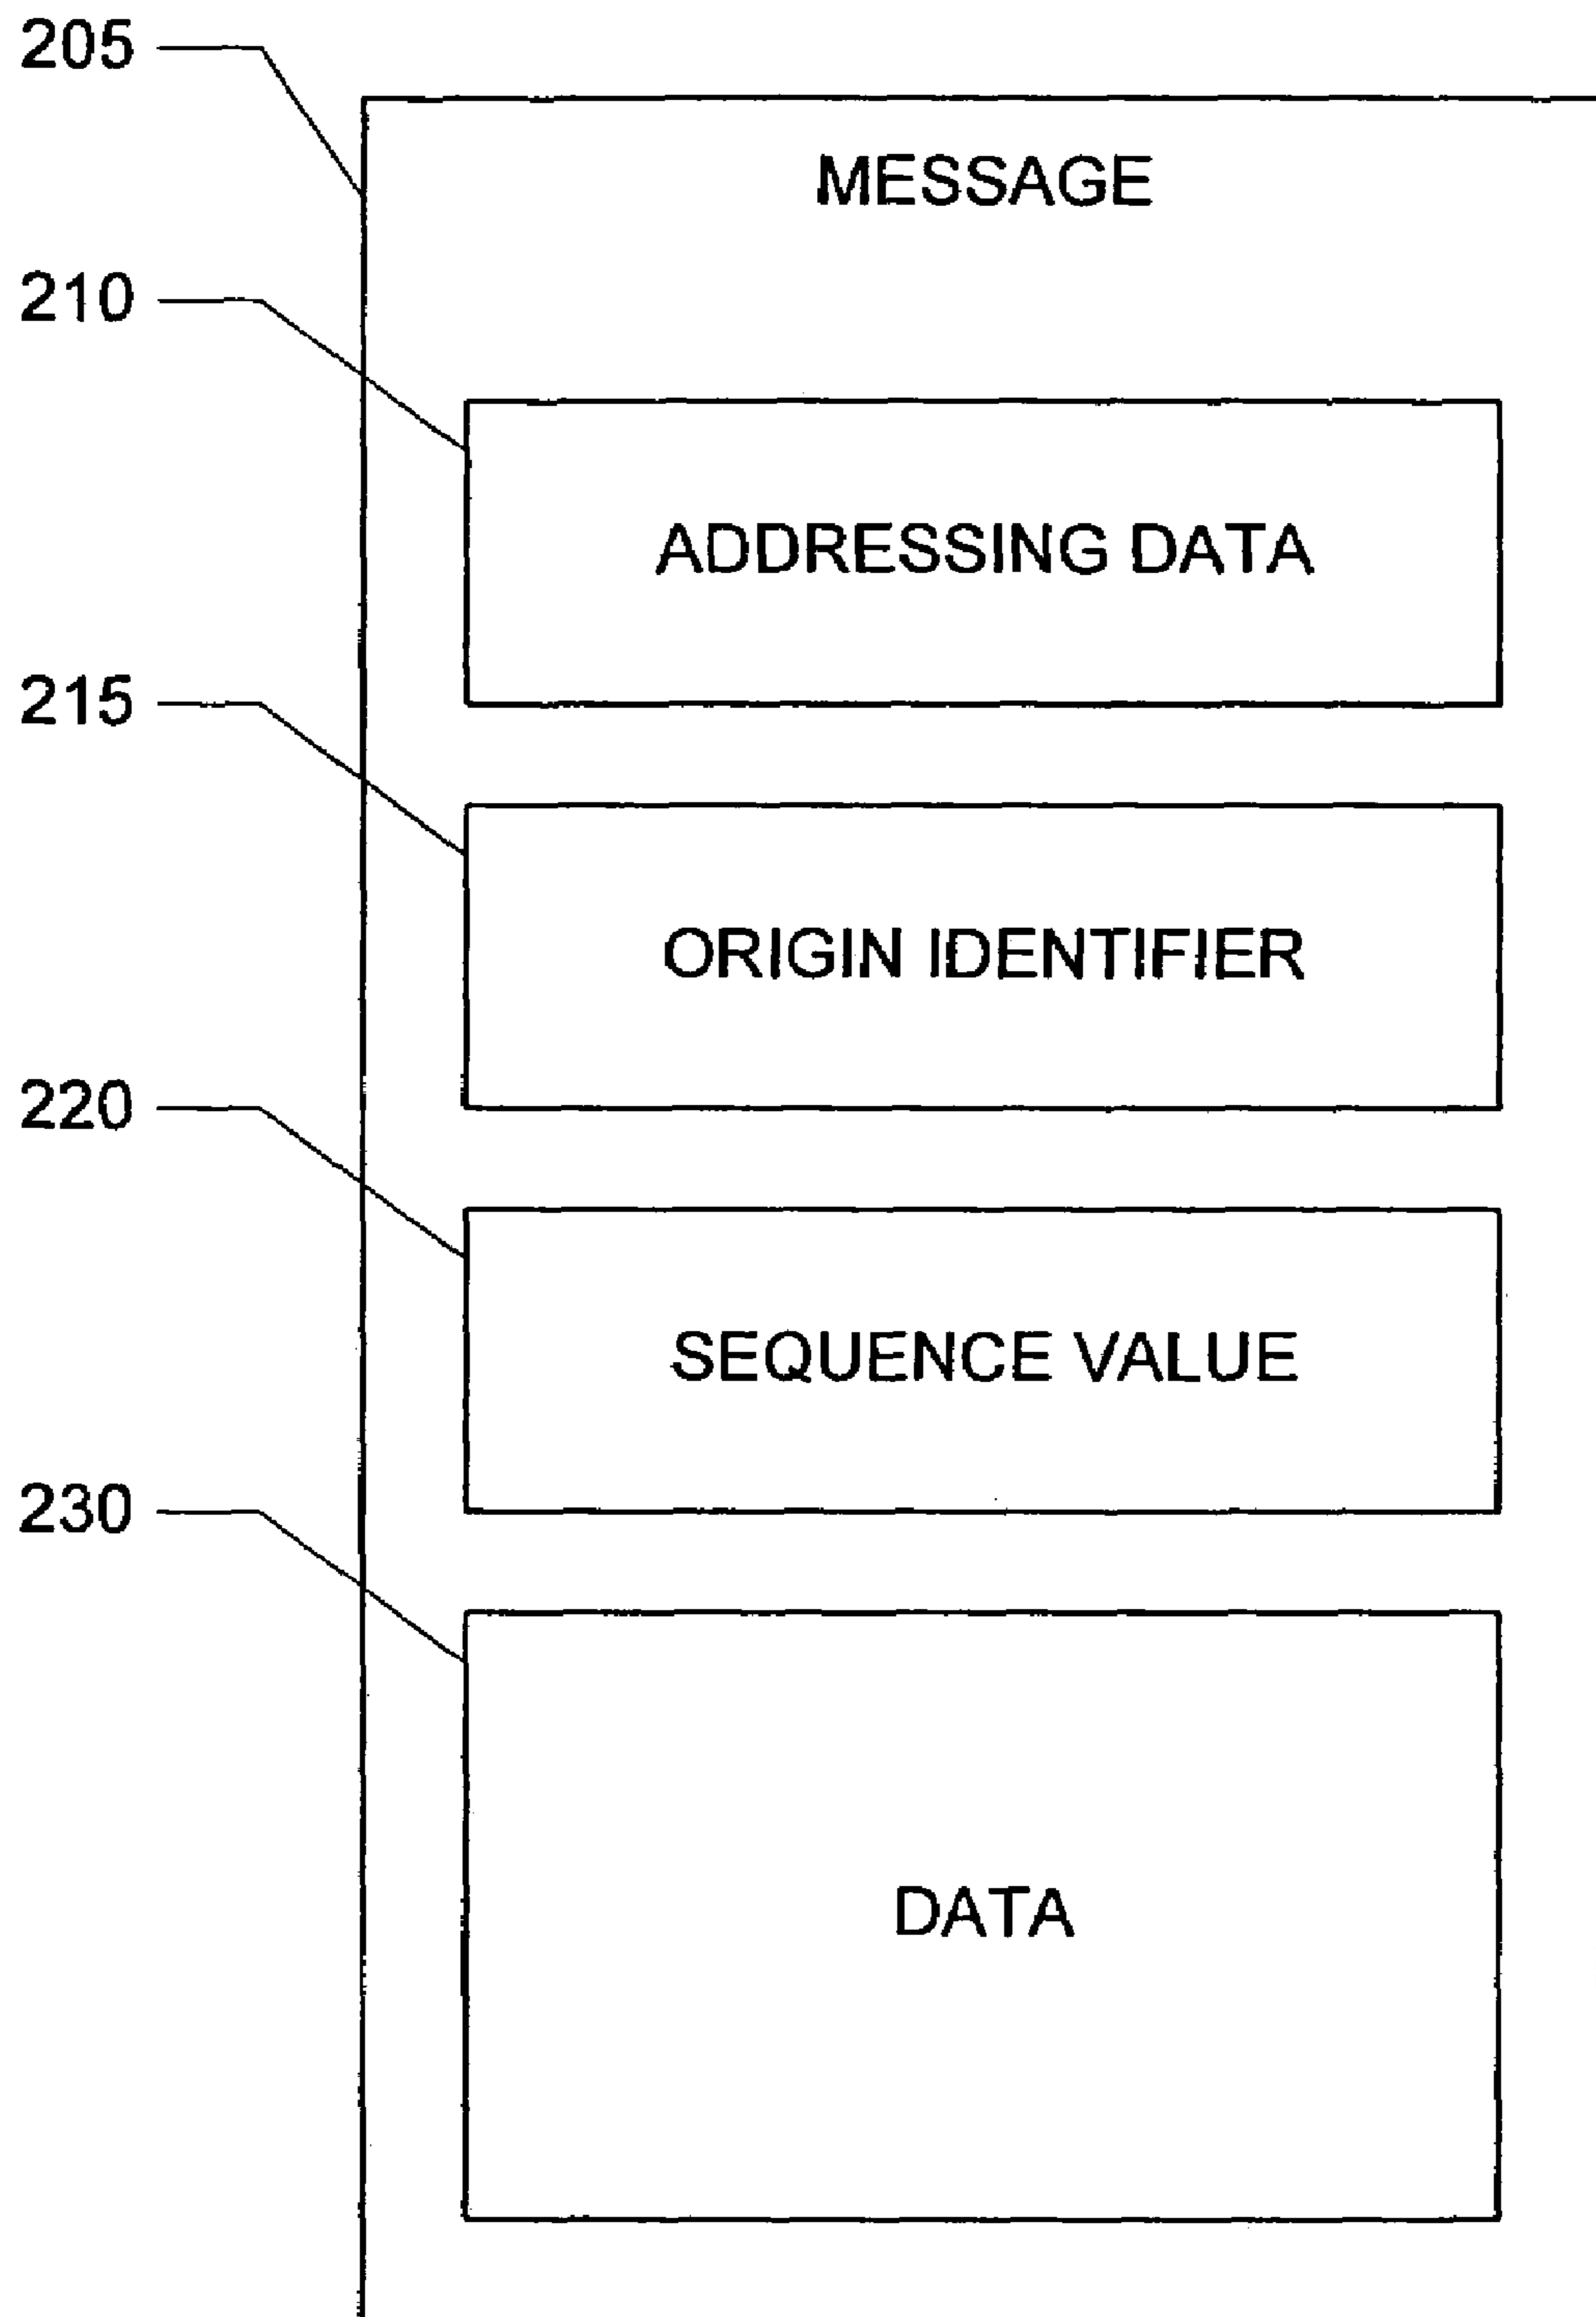 205
MESSAGE
210
ADDRESSING DATA
215
ORIGIN IDENTIFIER
220
SEQUENCE VALUE
230
DATA